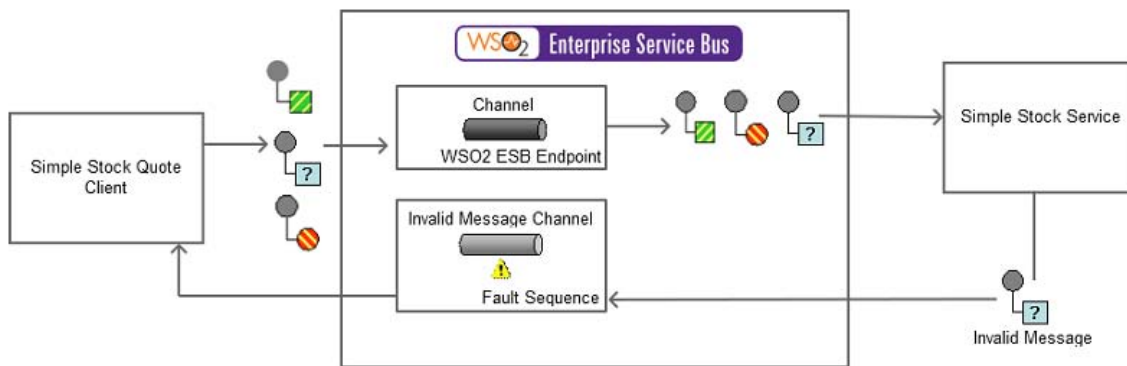 WSO2 Enterprise Service Bus
Simple Stock Quote
Client
?
Channel
WSO2 ESB Endpoint
?
Simple Stock Service
Invalid Message Channel
!
Fault Sequence
?
Invalid Message